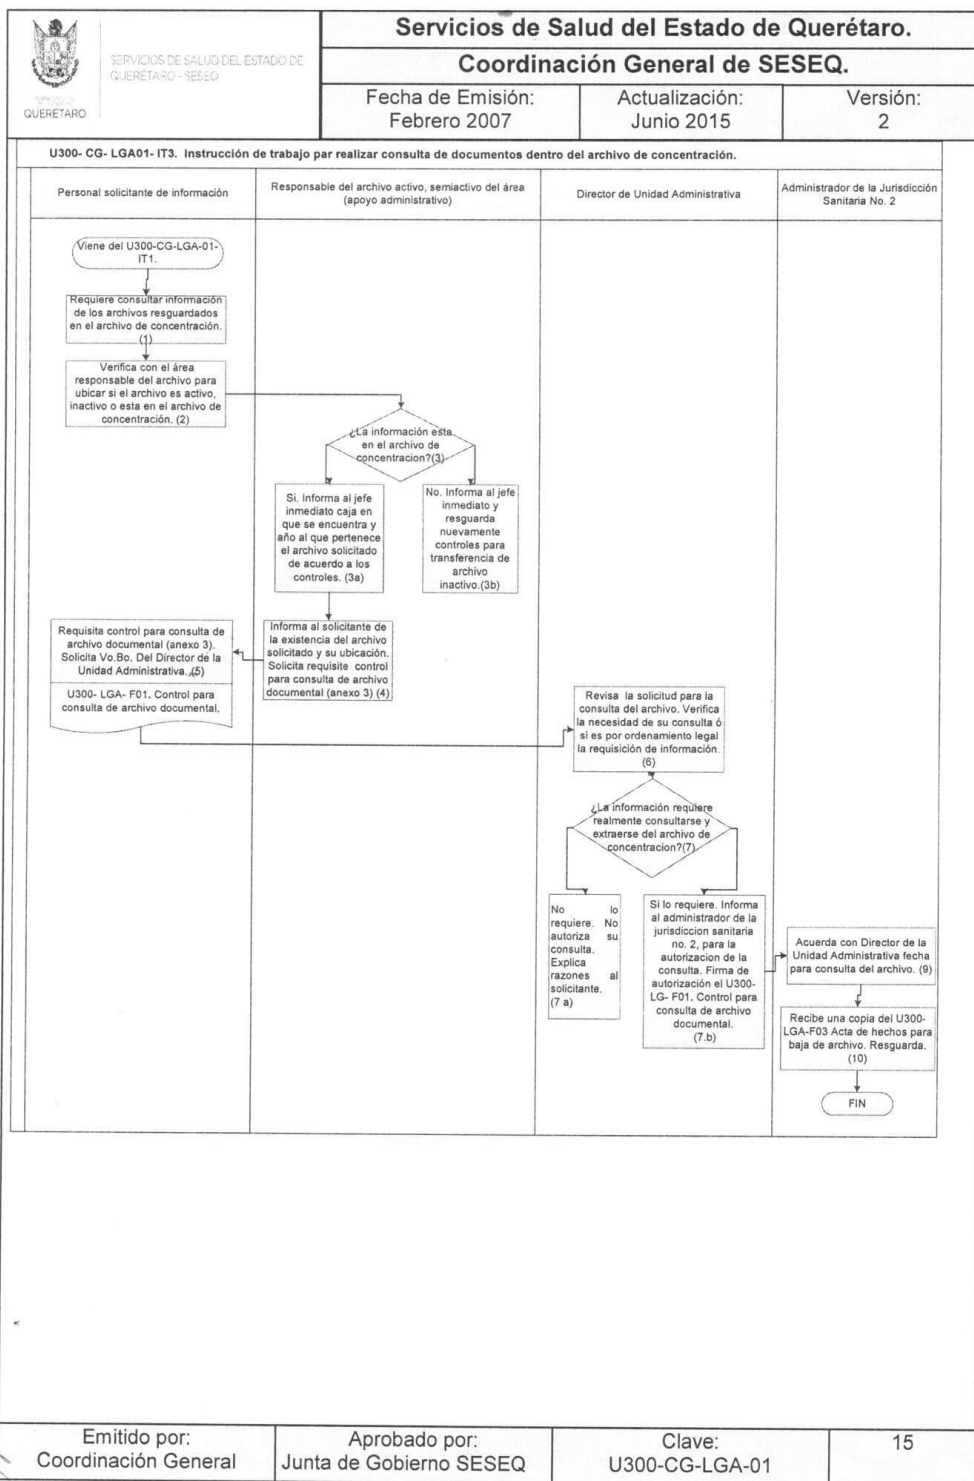 SERVICIOS DE SALUD DEL ESTADO DE
QUERÉTARO - SESEQ
QUERÉTARO
Servicios de Salud del Estado de Querétaro.
Coordinación General de SESEQ.
Fecha de Emisión:
Febrero 2007
Actualización:
Junio 2015
Versión:
2
U300- CG- LGA01- IT3. Instrucción de trabajo par realizar consulta de documentos dentro del archivo de concentración.
Personal solicitante de información
Responsable del archivo activo, semiactivo del área
(apoyo administrativo)
Director de Unidad Administrativa
Administrador de la Jurisdicción
Sanitaria No. 2
Viene del U300-CG-LGA-01-
IT1.
Requiere consultar información
de los archivos resguardados
en el archivo de concentración.
(1)
Verifica con el área
responsable del archivo para
ubicar si el archivo es activo,
inactivo o esta en el archivo de
concentración. (2)
¿La información esta
en el archivo de
concentracion?(3)
Si. Informa al jefe
inmediato caja en
que se encuentra y
año al que pertenece
el archivo solicitado
de acuerdo a los
controles. (3a)
No. Informa al jefe
inmediato y
resguarda
nuevamente
controles para
transferencia de
archivo
inactivo.(3b)
Informa al solicitante de
la existencia del archivo
solicitado y su ubicación.
Solicita requisite control
para consulta de archivo
documental (anexo 3) (4)
Requisita control para consulta de
archivo documental (anexo 3).
Solicita Vo.Bo. Del Director de la
Unidad Administrativa. (5)
U300- LGA- F01. Control para
consulta de archivo documental.
Revisa la solicitud para la
consulta del archivo. Verifica
la necesidad de su consulta ó
si es por ordenamiento legal
la requisición de información.
(6)
¿La información requiere
realmente consultarse y
extraerse del archivo de
concentracion?(7)
No lo
requiere. No
autoriza su
consulta.
Explica
razones al
solicitante.
(7 a)
Si lo requiere. Informa
al administrador de la
jurisdiccion sanitaria
no. 2, para la
autorizacion de la
consulta. Firma de
autorización el U300-
LG- F01. Control para
consulta de archivo
documental.
(7.b)
Acuerda con Director de la
Unidad Administrativa fecha
para consulta del archivo. (9)
Recibe una copia del U300-
LGA-F03 Acta de hechos para
baja de archivo. Resguarda.
(10)
FIN
Emitido por:
Coordinación General
Aprobado por:
Junta de Gobierno SESEQ
Clave:
U300-CG-LGA-01
15